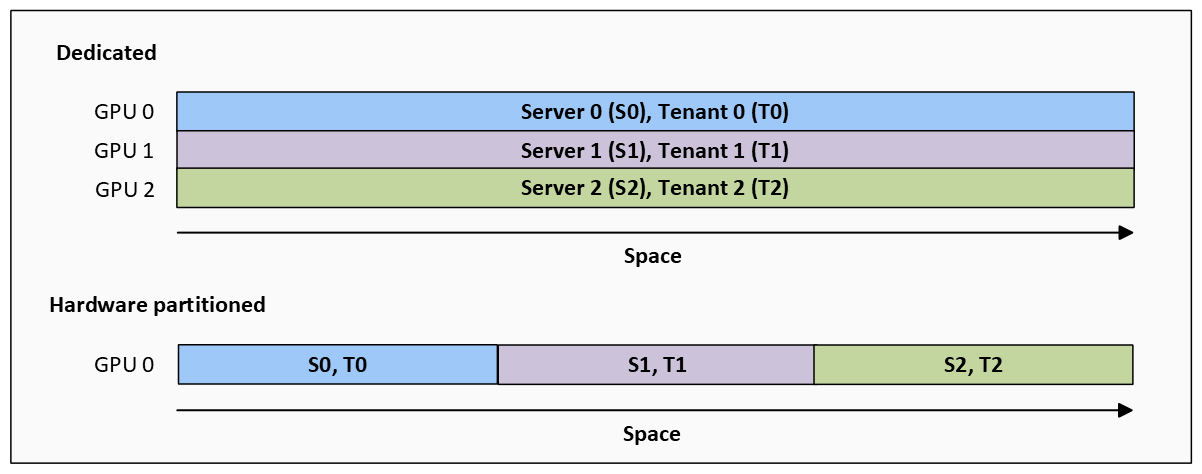 Dedicated
GPU 0
Server 0 (S0), Tenant 0 (T0)
GPU 1
Server 1 (S1), Tenant 1 (T1)
GPU 2
Server 2 (S2), Tenant 2 (T2)
Space
Hardware partitioned
GPU 0
S0, T0
S1, T1
S2, T2
Space